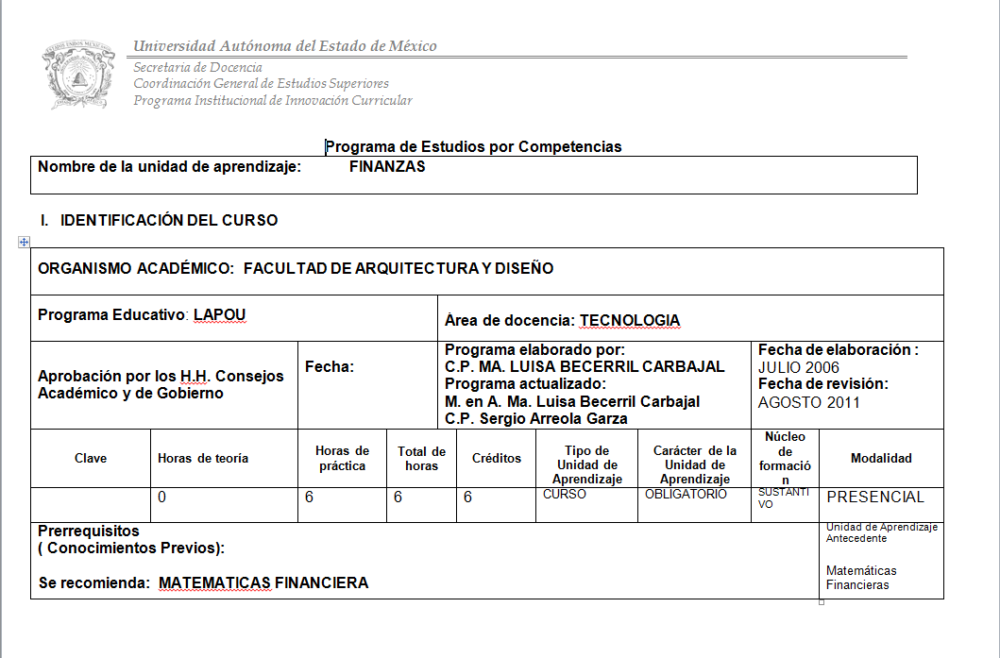 Universidad Autónoma del Estado de México
Secretaria de Docencia
Coordinación General de Estudios Superiores
Programa Institucional de Innovación Curricular
Programa de Estudios por Competencias
Nombre de la unidad de aprendizaje: FINANZAS
I. IDENTIFICACIÓN DEL CURSO
ORGANISMO ACADÉMICO: FACULTAD DE ARQUITECTURA Y DISEÑO
Programa Educativo: LAPOU
Área de docencia: TECNOLOGIA
Aprobación por los H.H. Consejos
Académico y de Gobierno
Fecha:
Programa elaborado por:
C.P. MA. LUISA BECERRIL CARBAJAL
Programa actualizado:
M. en A. Ma. Luisa Becerril Carbajal
C.P. Sergio Arreola Garza
Fecha de elaboración :
JULIO 2006
Fecha de revisión:
AGOSTO 2011
Clave
Horas de teoría
Horas de
práctica
Total de
horas
Créditos
Tipo de
Unidad de
Aprendizaje
Carácter de la
Unidad de
Aprendizaje
Núcleo
de
formació
n
Modalidad
0
6
6
6
CURSO
OBLIGATORIO
SUSTANTI
VO
PRESENCIAL
Prerrequisitos
( Conocimientos Previos):
Se recomienda: MATEMATICAS FINANCIERA
Unidad de Aprendizaje
Antecedente
Matemáticas
Financieras